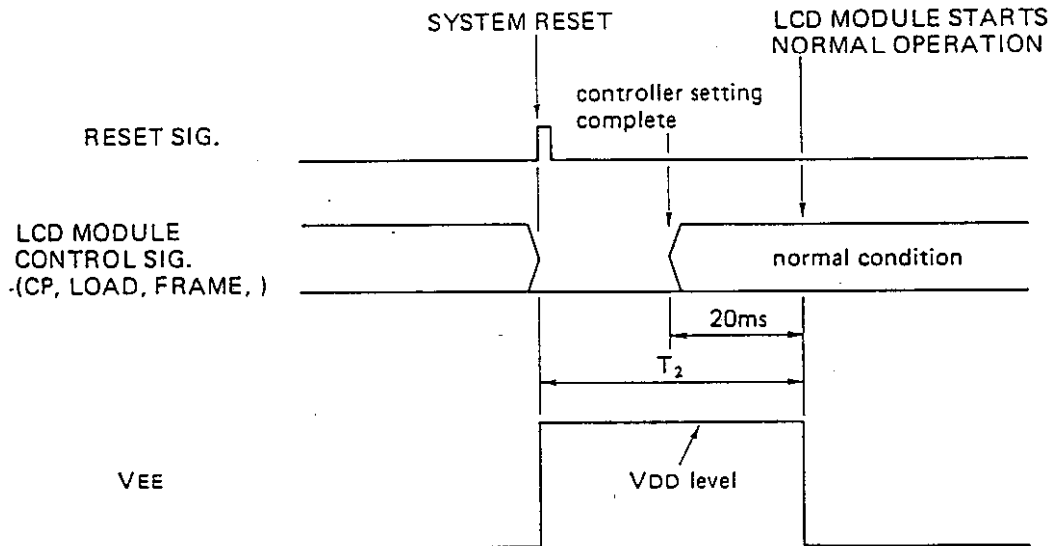 SYSTEM RESET
LCD MODULE STARTS
NORMAL OPERATION
controller setting
complete
RESET SIG.
LCD MODULE
CONTROL SIG.
(CP, LOAD, FRAME, )
normal condition
20ms
T₂
VEE
VDD level